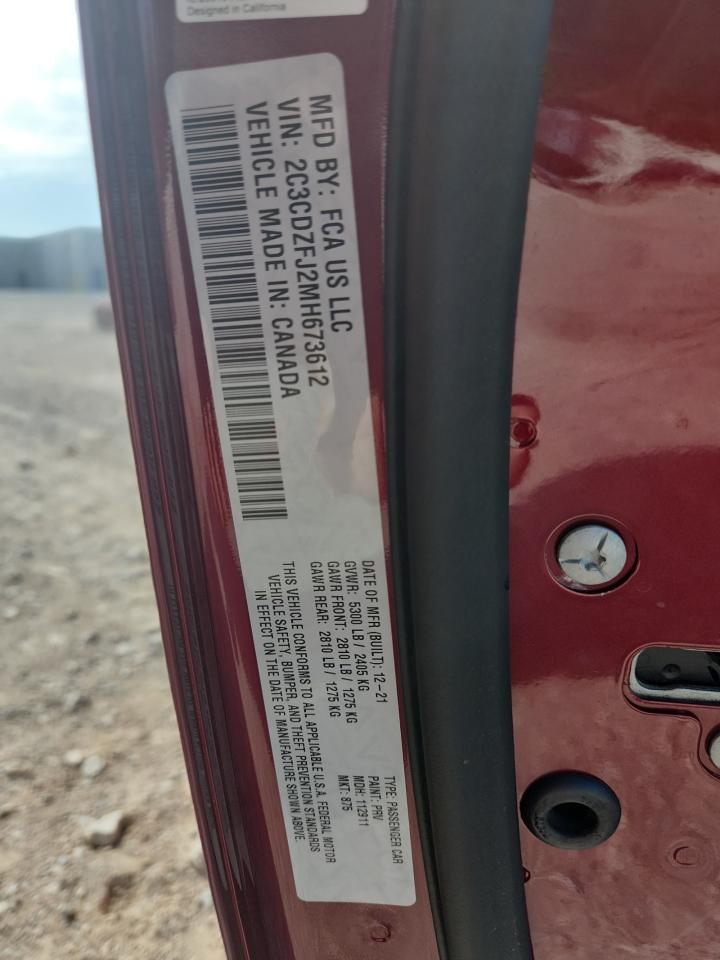 Designed in California
MFD BY: FCA US LLC
VIN: 2C3CDZFJ2MH673612
VEHICLE MADE IN: CANADA
DATE OF MFR (BUILT): 12-21
GVWR: 5300 LB / 2405 KG
GAWR FRONT: 2810 LB / 1275 KG
GAWR REAR: 2810 LB / 1275 KG
THIS VEHICLE CONFORMS TO ALL APPLICABLE U.S.A. FEDERAL MOTOR
VEHICLE SAFETY, BUMPER, AND THEFT PREVENTION STANDARDS
IN EFFECT ON THE DATE OF MANUFACTURE SHOWN ABOVE.
TYPE: PASSENGER CAR
PAINT: PRV
MDH: 112911
MKT: 875